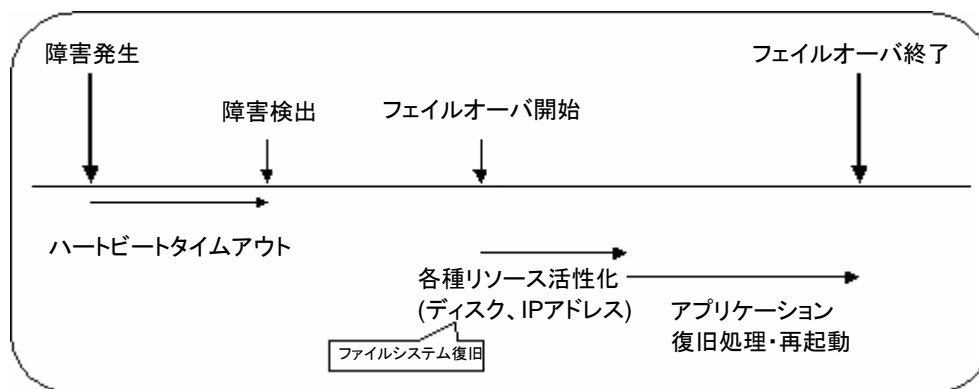 障害発生
フェイルオーバ終了
障害検出
フェイルオーバ開始
ハートビートタイムアウト
各種リソース活性化
(ディスク、IPアドレス)
アプリケーション
復旧処理・再起動
ファイルシステム復旧